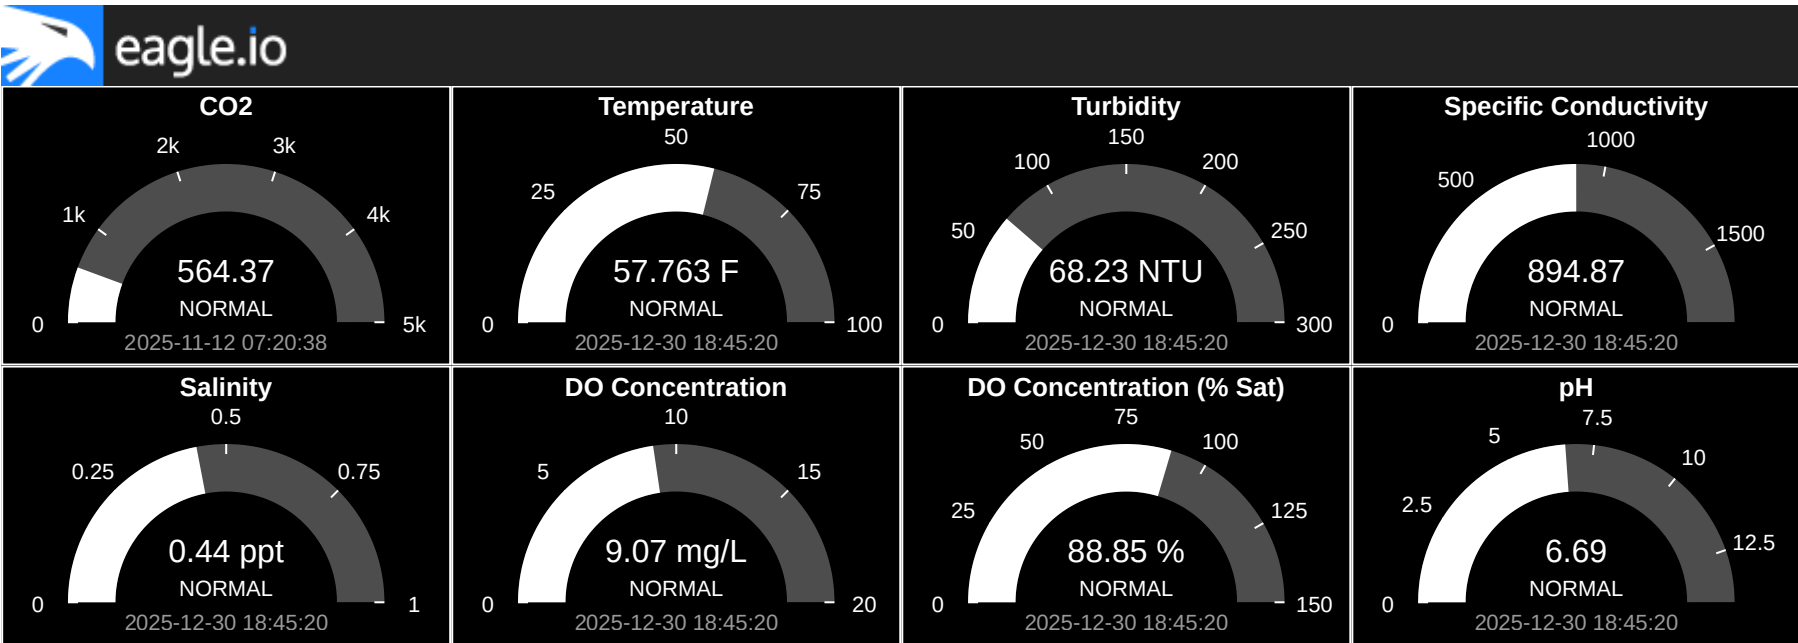 eagle.io
CO2
2k
3k
1k
4k
564.37
NORMAL
0
5k
2025-11-12 07:20:38
Temperature
50
25
75
57.763 F
NORMAL
0
100
2025-12-30 18:45:20
Turbidity
150
100
200
50
250
68.23 NTU
NORMAL
0
300
2025-12-30 18:45:20
Specific Conductivity
1000
500
1500
894.87
NORMAL
0
2025-12-30 18:45:20
Salinity
0.5
0.25
0.75
0.44 ppt
NORMAL
0
1
2025-12-30 18:45:20
DO Concentration
10
5
15
9.07 mg/L
NORMAL
0
20
2025-12-30 18:45:20
DO Concentration (% Sat)
75
50
100
25
125
88.85 %
NORMAL
0
150
2025-12-30 18:45:20
pH
7.5
5
10
2.5
12.5
6.69
NORMAL
0
2025-12-30 18:45:20